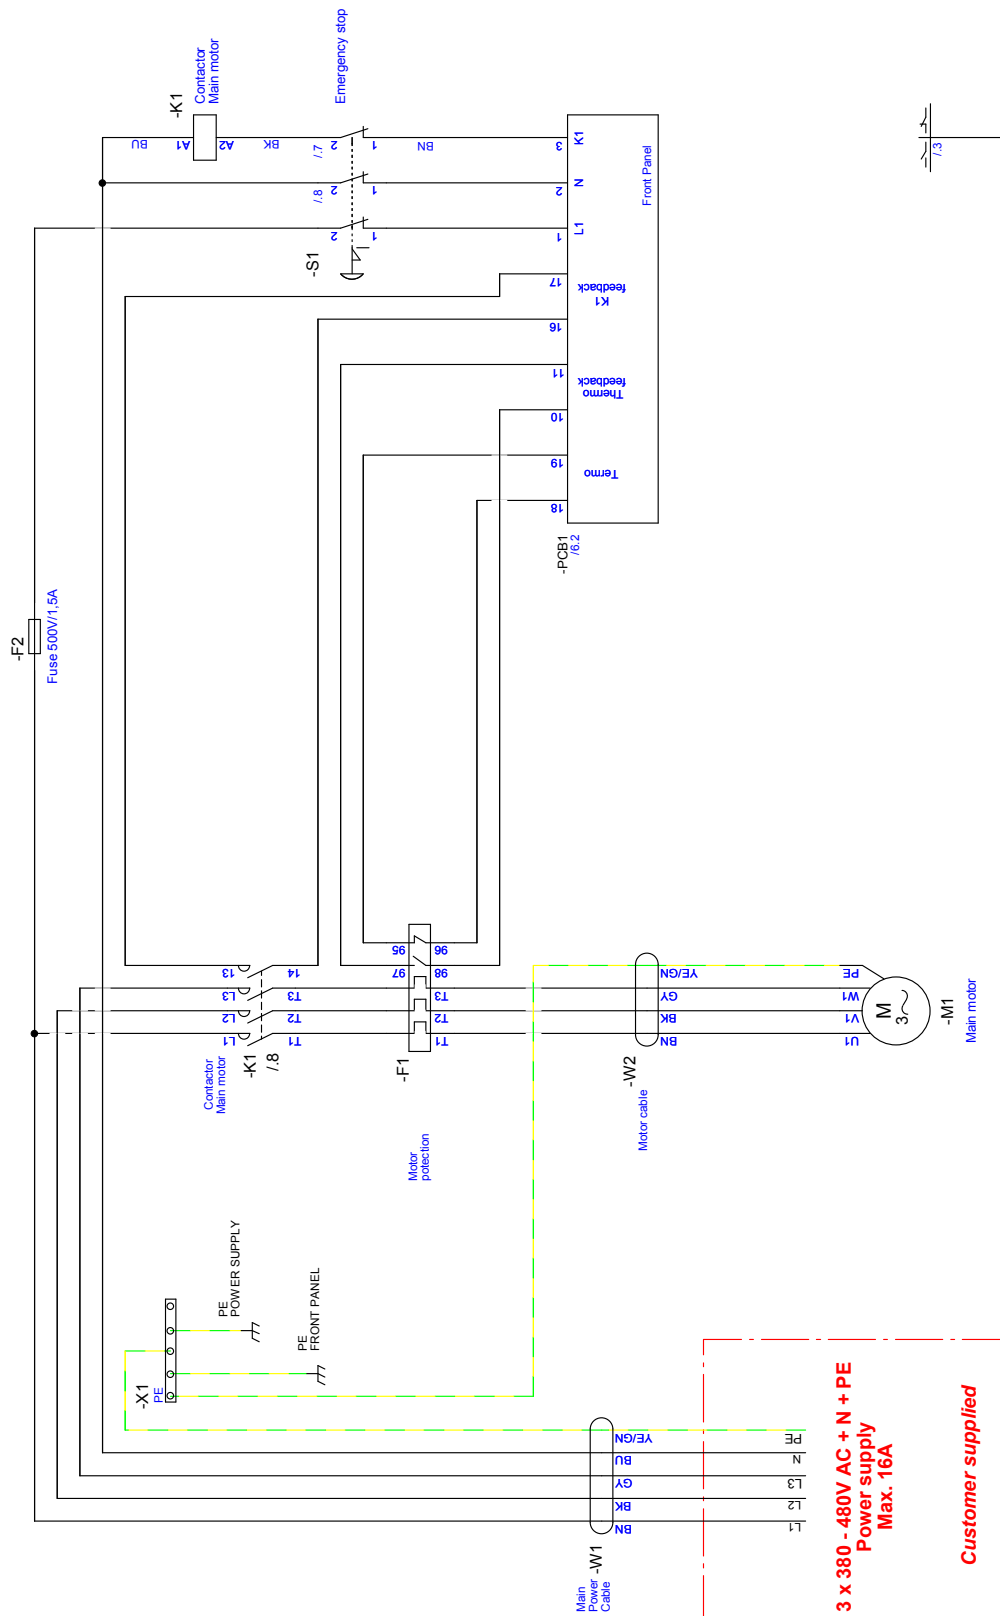 -K1
Contactor
Main motor
BU
A1
A2
BK
Emergency stop
/.7
/.8
2
2
2
1
1
1
BN
-S1
3
2
1
K1
N
L1
Front Panel
17
16
K1
feedback
11
10
Thermo
feedback
19
18
Termo
-PCB1
/6.2
/.3
-F2
Fuse 500V/1,5A
13
L3
L2
L1
14
T3
T2
T1
-K1
/.8
Contactor
Main motor
95
97
96
98
T3
T2
T1
-F1
Motor
potection
YE/GN
GY
BK
BN
-W2
Motor cable
PE
W1
V1
U1
M
3
-M1
Main motor
-X1
PE
PE
POWER SUPPLY
PE
FRONT PANEL
YE/GN
BU
GY
BK
BN
-W1
Main
Power
Cable
PE
N
L3
L2
L1
3 x 380 - 480V AC + N + PE
Power supply
Max. 16A
Customer supplied